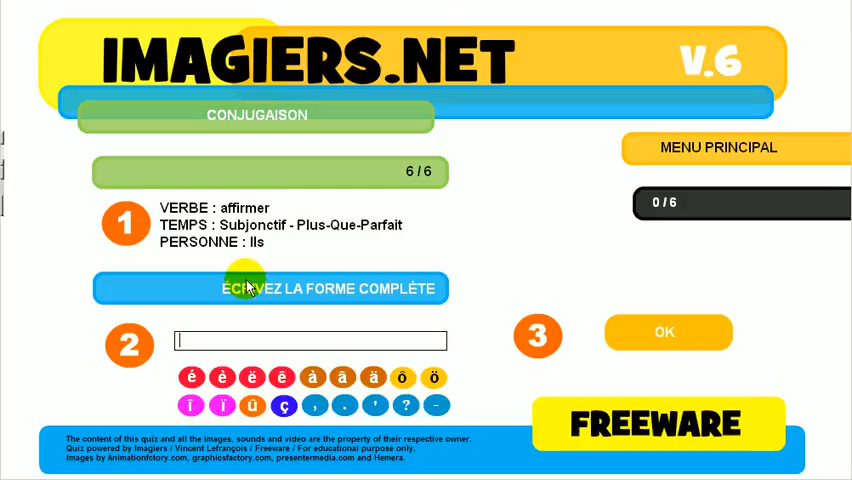 IMAGIERS.NET
V.6
CONJUGAISON
MENU PRINCIPAL
6 / 6
0 / 6
1
VERBE : affirmer
TEMPS : Subjonctif - Plus-Que-Parfait
PERSONNE : Ils
ÉCRIVEZ LA FORME COMPLÈTE
2
3
OK
é è ë ê à â ä ô ö
î ï û ç , . ' ? -
FREEWARE
The content of this quiz and all the images, sounds and video are the property of their respective owner.
Quiz powered by Imagiers / Vincent Lefrançois / Freeware / For educational purpose only.
Images by Animationfctory.com, graphicsfactory.com, presentermedia.com and Hemera.